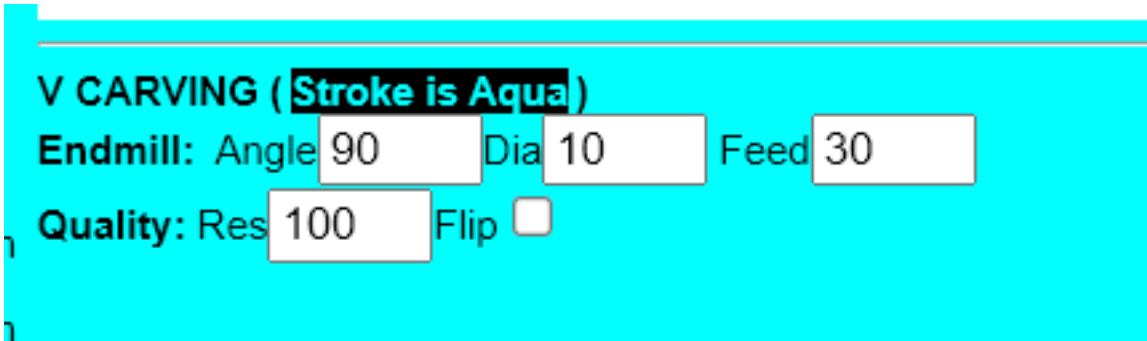 V CARVING ( Stroke is Aqua )
Endmill: Angle 90 Dia 10 Feed 30
Quality: Res 100 Flip